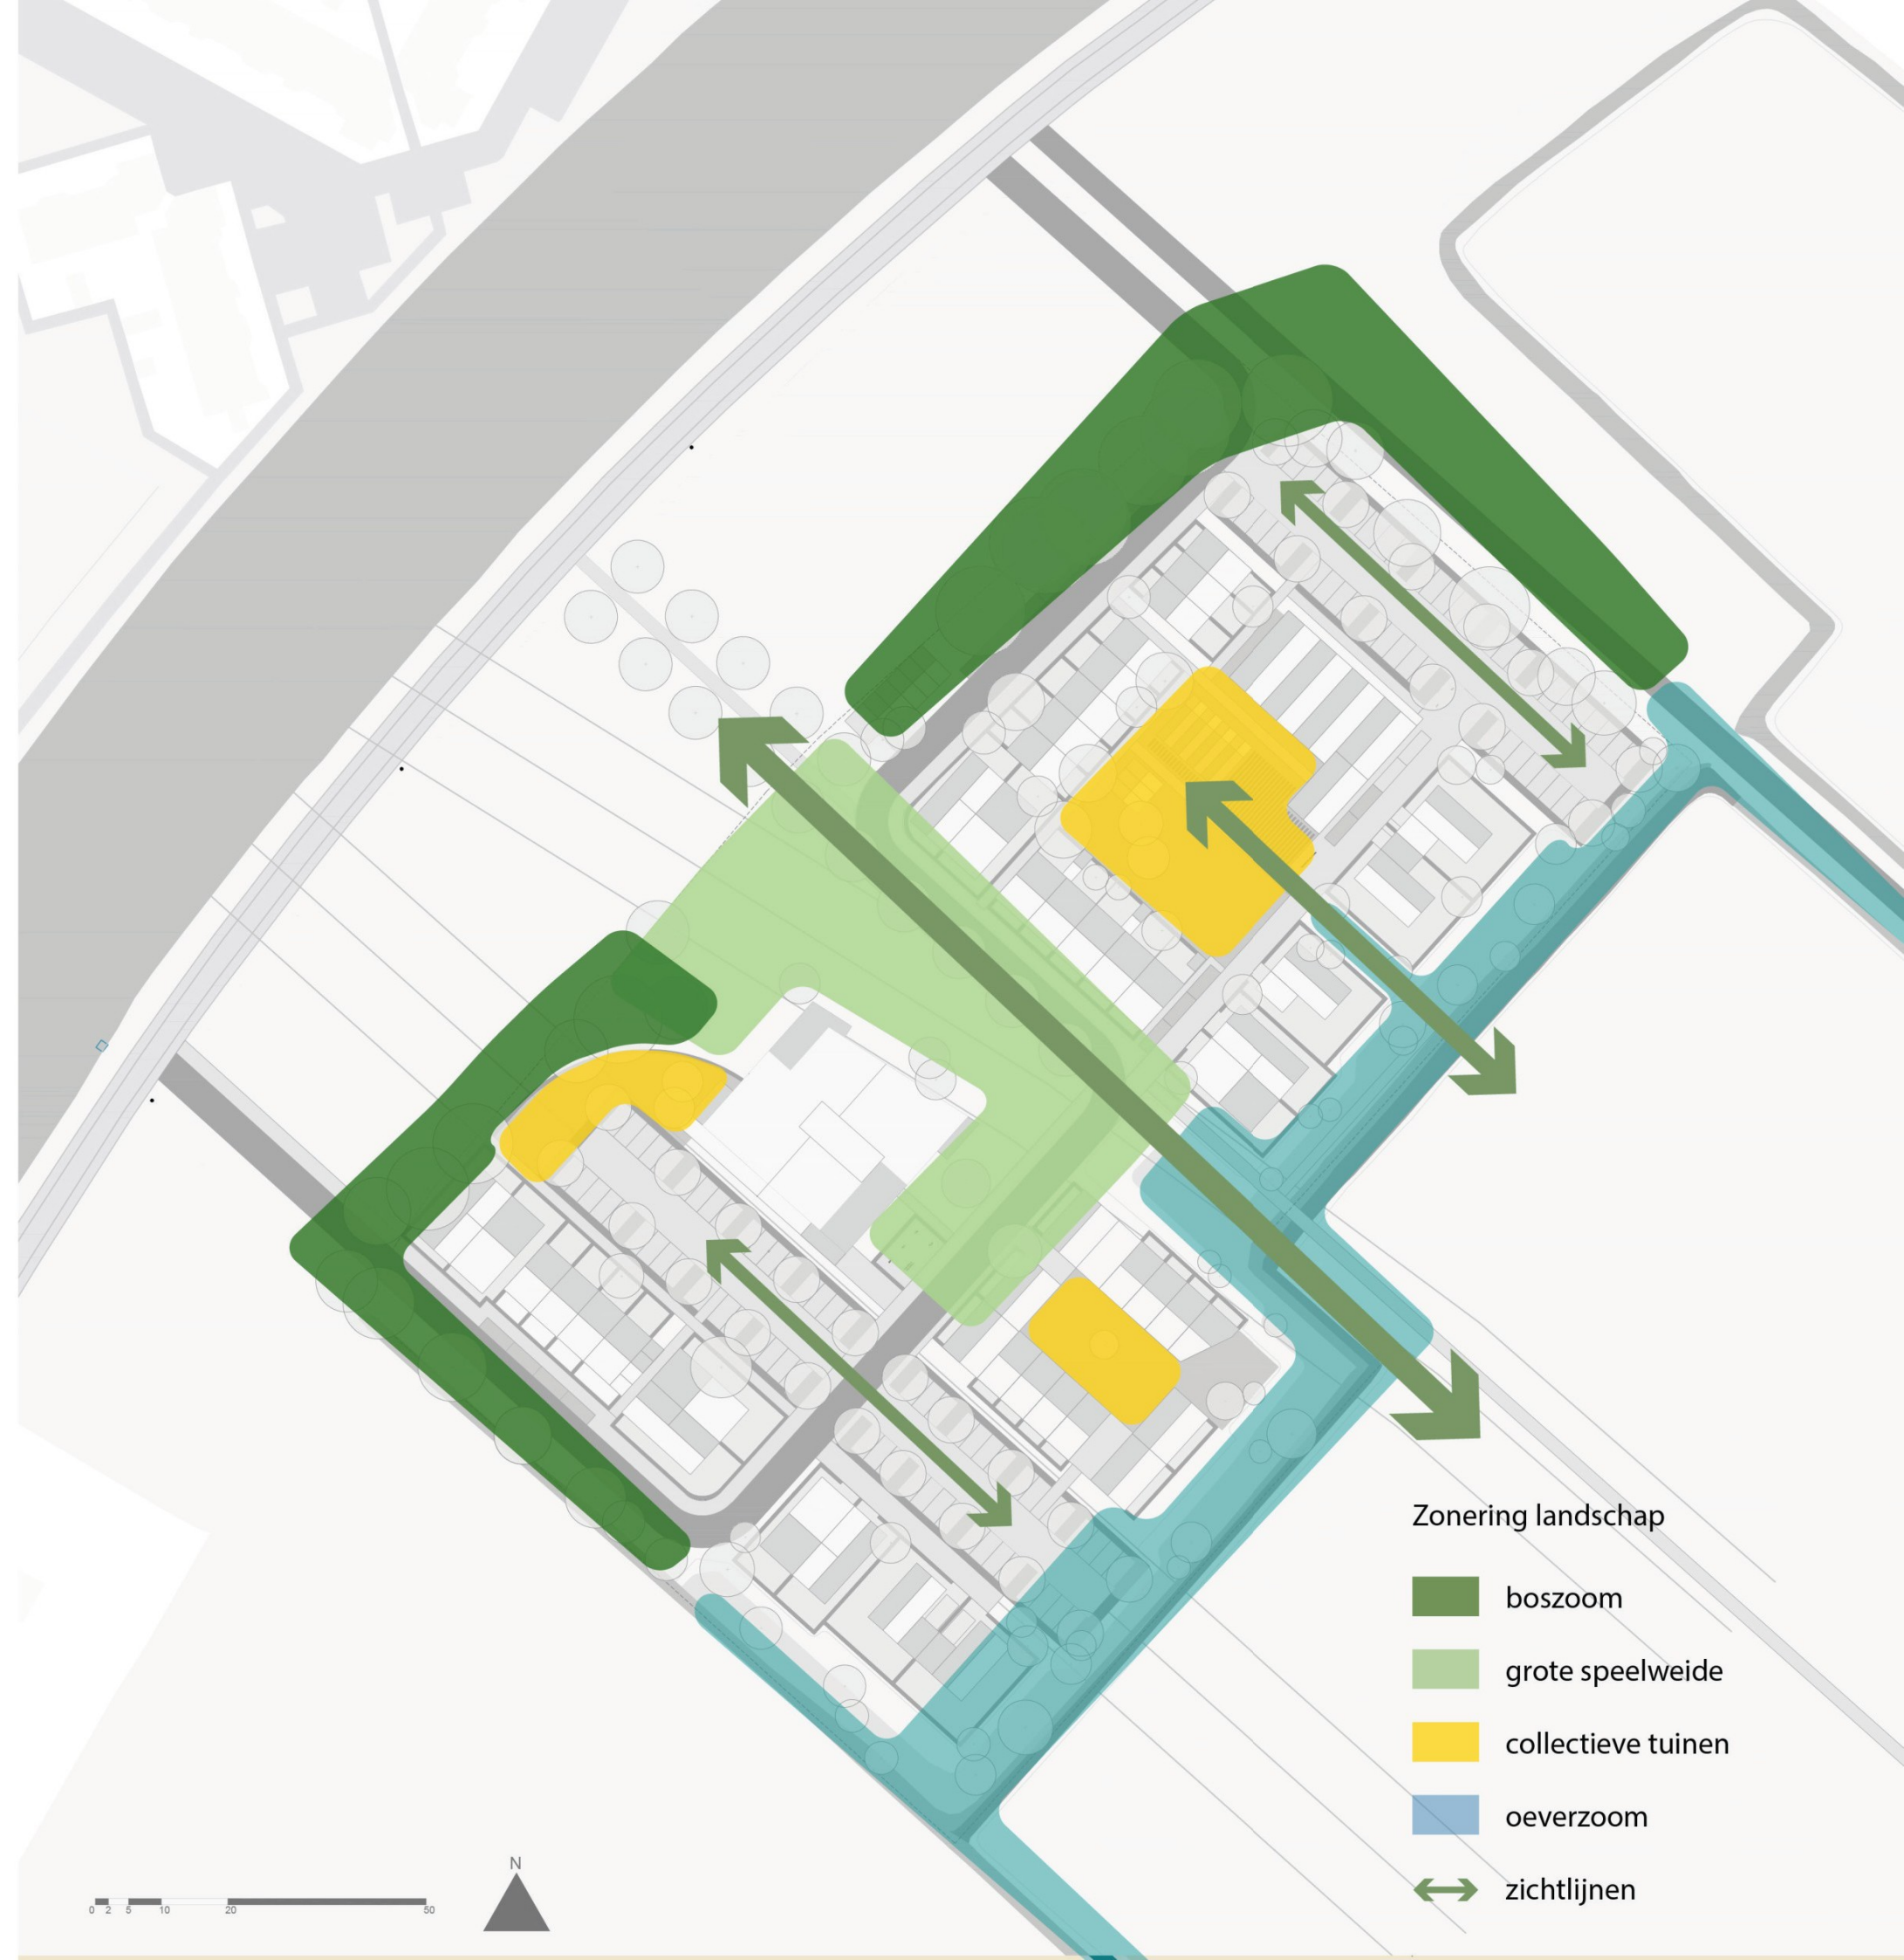 Zonering landschap
boszoom
grote speelweide
collectieve tuinen
oeverzoom
zichtlijnen
N
0 2 5 10 20 50